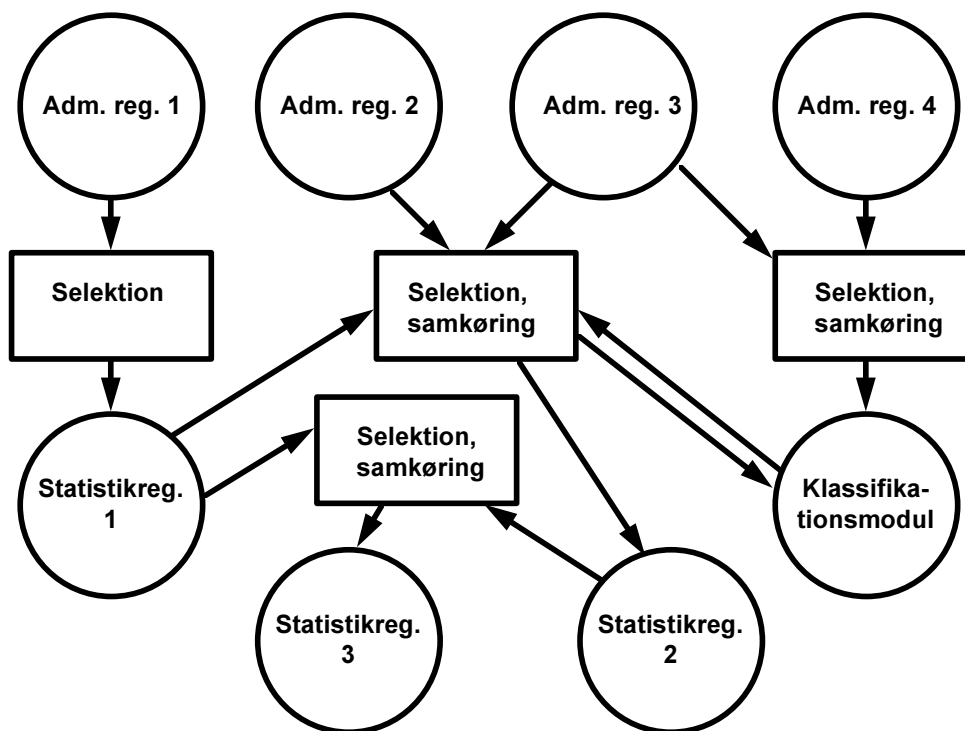 Adm. reg. 1
Adm. reg. 2
Adm. reg. 3
Adm. reg. 4
Selektion
Selektion,
samkøring
Selektion,
samkøring
Selektion,
samkøring
Statistikreg.
1
Klassifika-
tionsmodul
Statistikreg.
3
Statistikreg.
2